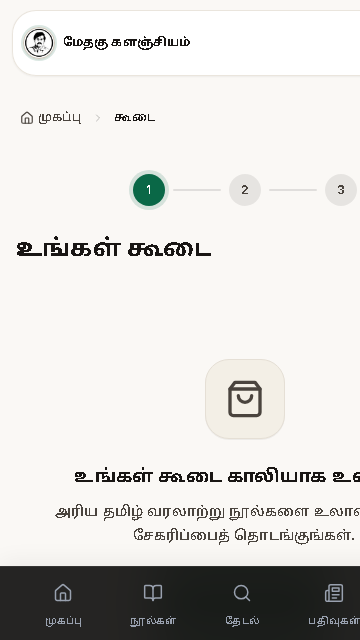 மேதகு களஞ்சியம்
முகப்பு > கூடை
1 2 3
உங்கள் கூடை
உங்கள் கூடை காலியாக
அரிய தமிழ் வரலாற்று நூல்களை
சேகரிப்பைத் தொடங்குங்கள்.
முகப்பு நூல்கள் தேடல் பதிவுகள்